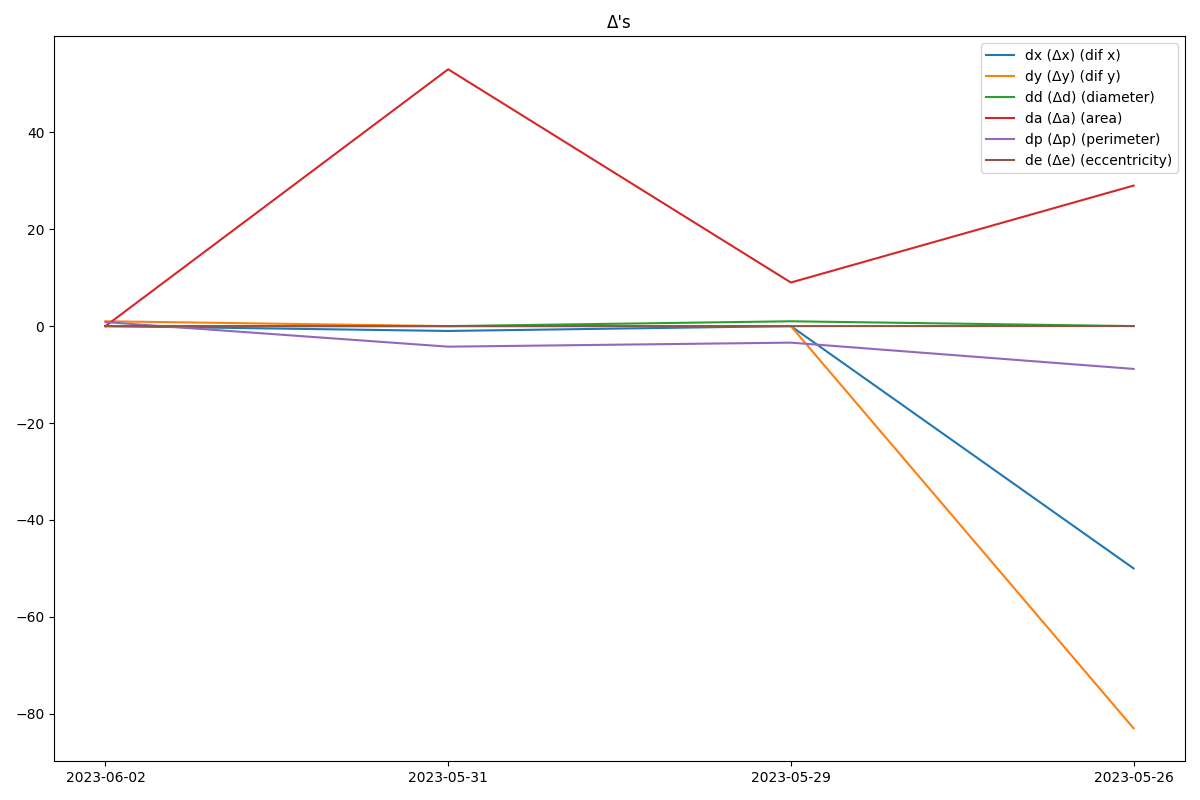 Δ's
dx (Δx) (dif x)
dy (Δy) (dif y)
dd (Δd) (diameter)
da (Δa) (area)
dp (Δp) (perimeter)
de (Δe) (eccentricity)
40
20
0
−20
−40
−60
−80
2023-06-02 2023-05-31 2023-05-29 2023-05-26